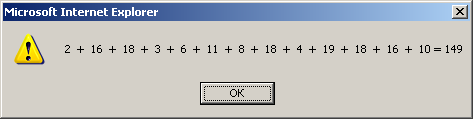 Microsoft Internet Explorer
2 + 16 + 18 + 3 + 6 + 11 + 8 + 18 + 4 + 19 + 18 + 16 + 10 = 149
OK